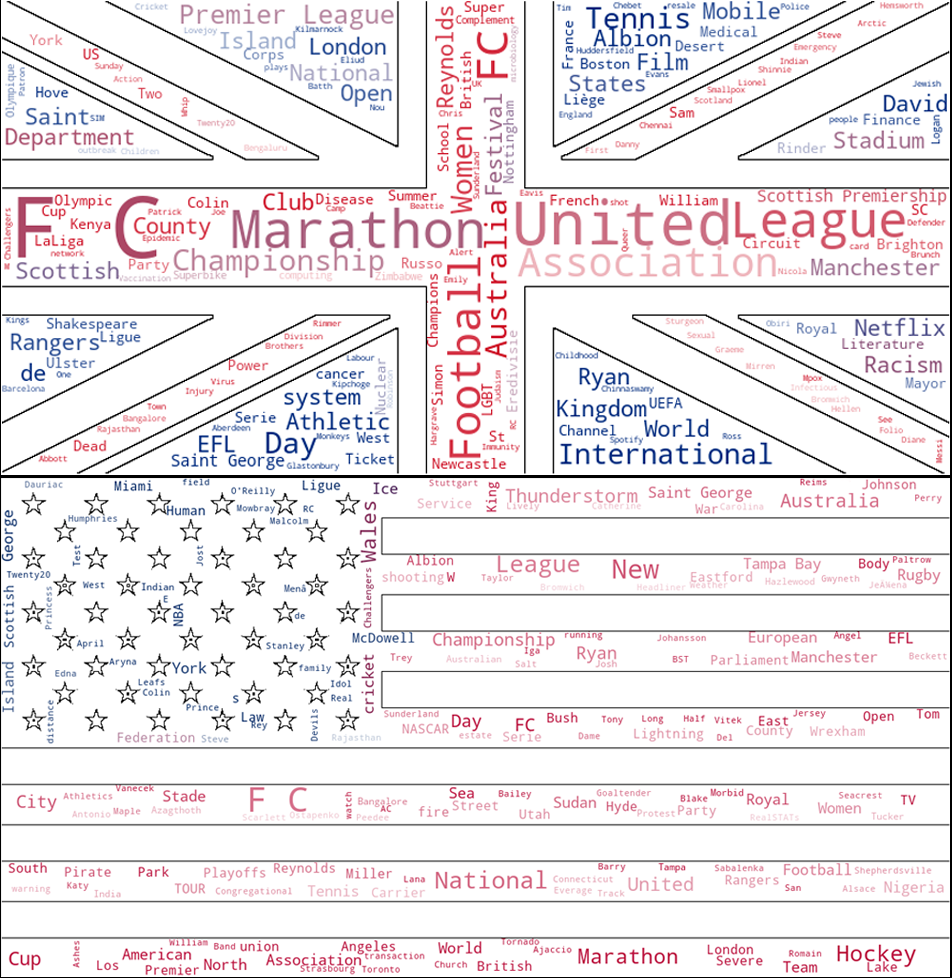 Cricket
Premier League
Lovejoy
Kilmarnock
Island
London
Corps
Eliud
plays
National
Batth
Open
Nou
York
US
Sunday
Action
Two
Whip
Twenty20
Bengaluru
Olympique
Patron
Hove
Saint
SIM
Department
outbreak
Children
Super
Complement
Reynolds
FC
microbiology
School
British
UK
Chris
Women
Sunderland
Festival
Nottingham
Tim
Chebet
resale
Mobile
Police
Tennis
France
Albion
Medical
Huddersfield
Desert
Boston
Film
Evans
States
Liège
England
Hemsworth
Arctic
Steve
Emergency
Indian
Shinnie
Lionel
Smallpox
Scotland
Sam
Chennai
Danny
First
Jewish
David
people
Finance
Logan
Rinder
Stadium
Challengers
FC
Olympic
Cup
Kenya
LaLiga
network
Scottish
Patrick
Colin
Joe
County
Epidemic
Party
Vaccination
Superbike
Club
Disease
Camp
Summer
Beattie
Marathon
Championship
computing
Russo
Zimbabwe
Alert
Emily
Football
Australia
Eavis
French
shot
William
Scottish Premiership
United
League
SC
Defender
Queer
Circuit
card
Brighton
Brunch
Association
Nicola
Manchester
Kings
Shakespeare
Rangers
Ligue
Ulster
de
One
Barcelona
Rimmer
Division
Brothers
Power
Virus
Injury
Town
Bangalore
Rajasthan
Dead
Abbott
Labour
cancer
Kipchoge
Nuclear
system
Serie
Athletic
Aberdeen
EFL
Day
Monkeys
West
Saint George
Glastonbury
Ticket
Champions
Simon
Hargrave
LGBT
Judaism
Eredivisie
RC
St
Immunity
Newcastle
Childhood
Ryan
Chinnaswamy
Kingdom
UEFA
Channel
World
Spotify
Ross
International
Sturgeon
Sexual
Graeme
Mirren
Mpox
Infectious
Bromwich
Hellen
See
Folio
Diane
Messi
Obiri
Royal
Netflix
Literature
Racism
Mayor
Dauriac
Miami
field
O'Reilly
Ligue
Ice
George
Humphries
Human
Mowbray
RC
Malcolm
Wales
Test
Jost
Twenty20
West
Indian
Menä
Challengers
Scottish
Princess
E
NBA
de
April
Stanley
McDowell
Edna
Aryna
York
family
Island
Leafs
Colin
Idol
Real
cricket
Prince
S
distance
Law
Rey
Devils
Federation
Steve
Rajasthan
Stuttgart
King
Thunderstorm
Saint George
Reims
Johnson
Service
Lively
Catherine
War
Carolina
Australia
Perry
Albion
League
New
Tampa Bay
Body
Paltrow
shooting
W
Taylor
Bromwich
Headliner
Eastford
weather
Hazlewood
Gwyneth
Rugby
Championship
running
Johansson
European
Angel
EFL
Trey
Australian
Iga
Salt
Ryan
Josh
BST
Parliament
Manchester
Beckett
Sunderland
NASCAR
Day
estate
FC
Serie
Bush
Dame
Tony
Long
Half
Lightning
Vitek
Del
East
County
Jersey
Wrexham
Open
Tom
City
Athletics
Vanecek
Stade
Antonio
Maple
Azagthoth
FC
Scarlett
Ostapenko
watch
Bangalore
AC
Peedee
fire
Sea
Street
Bailey
Utah
Sudan
Goaltender
Hyde
Protest
Blake
Party
Morbid
Royal
RealSTATs
Women
Seacrest
TV
Tucker
South
warning
Pirate
Katy
India
Park
TOUR
Playoffs
Congregational
Reynolds
Tennis
Miller
Carrier
Lana
National
Connecticut
Everage
Barry
Track
United
Tampa
Sabalenka
Rangers
Football
San
Shepherdsville
Alsace
Nigeria
Cup
Ashes
Los
American
William
Premier
Band
North
union
Association
Strasbourg
Angeles
transaction
Toronto
Church
World
British
Tornado
Ajaccio
Marathon
London
Severe
Romain
Team
Hockey
Lake